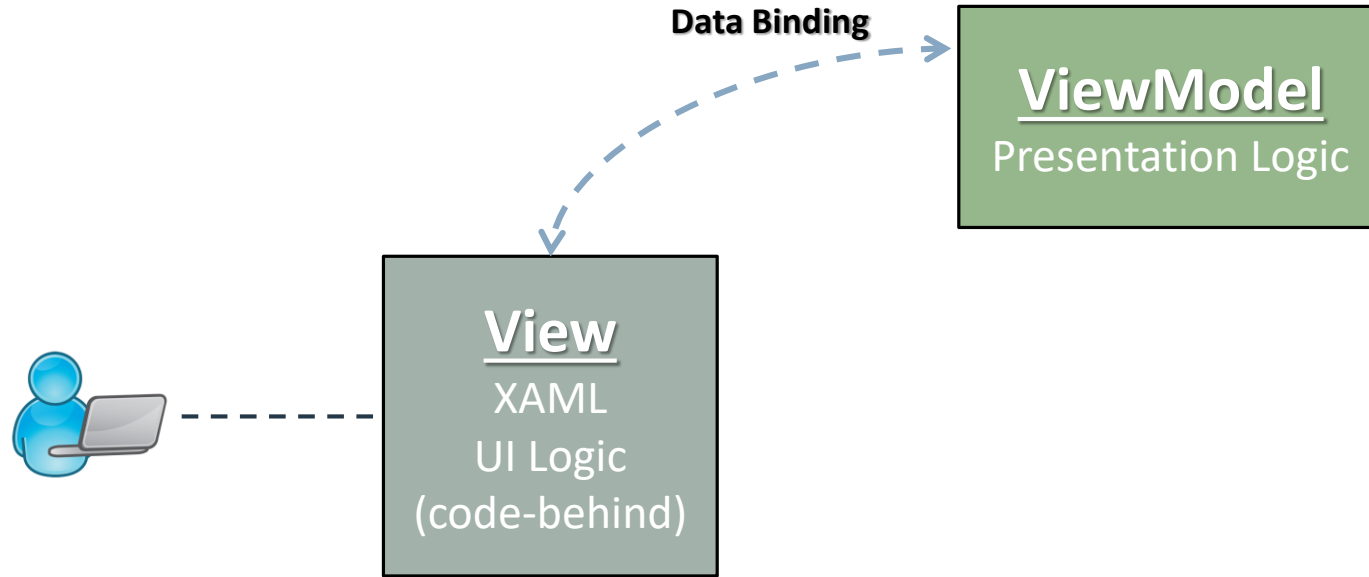 Data Binding
ViewModel
Presentation Logic
View
XAML
UI Logic
(code-behind)